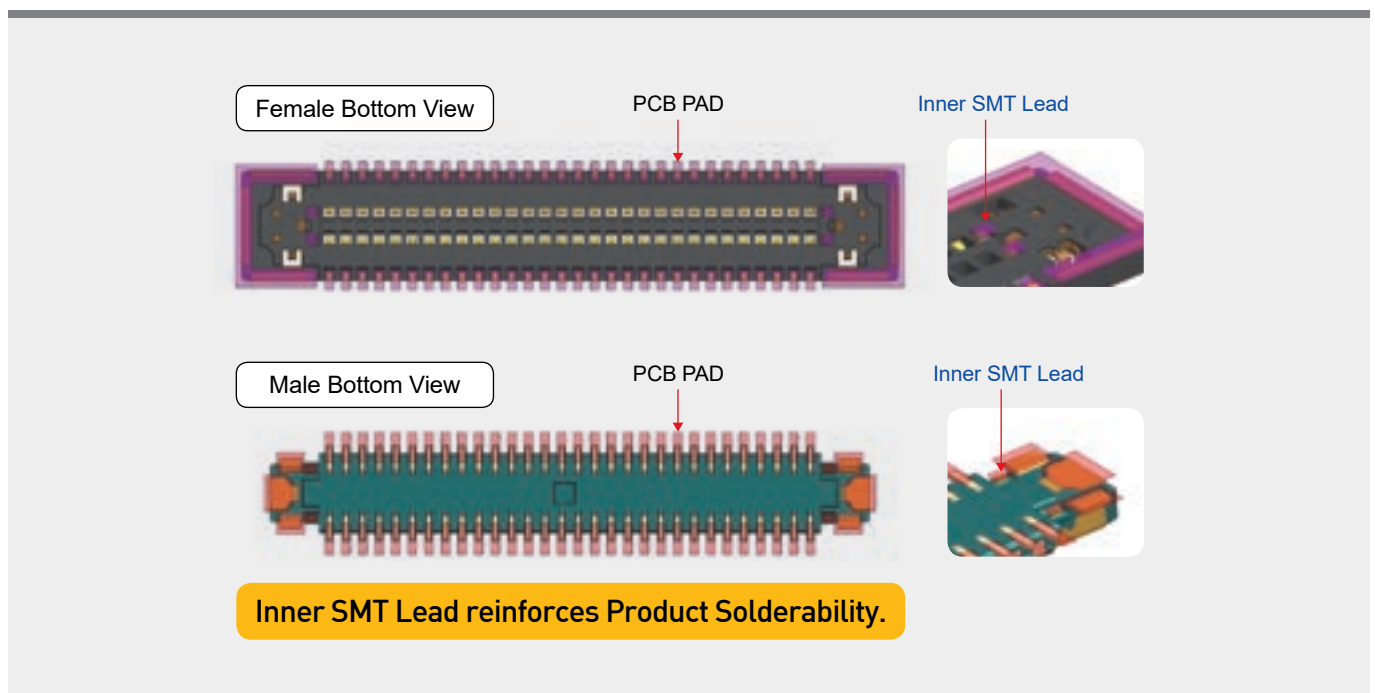 Female Bottom View
PCB PAD
Inner SMT Lead
Male Bottom View
PCB PAD
Inner SMT Lead
Inner SMT Lead reinforces Product Solderability.